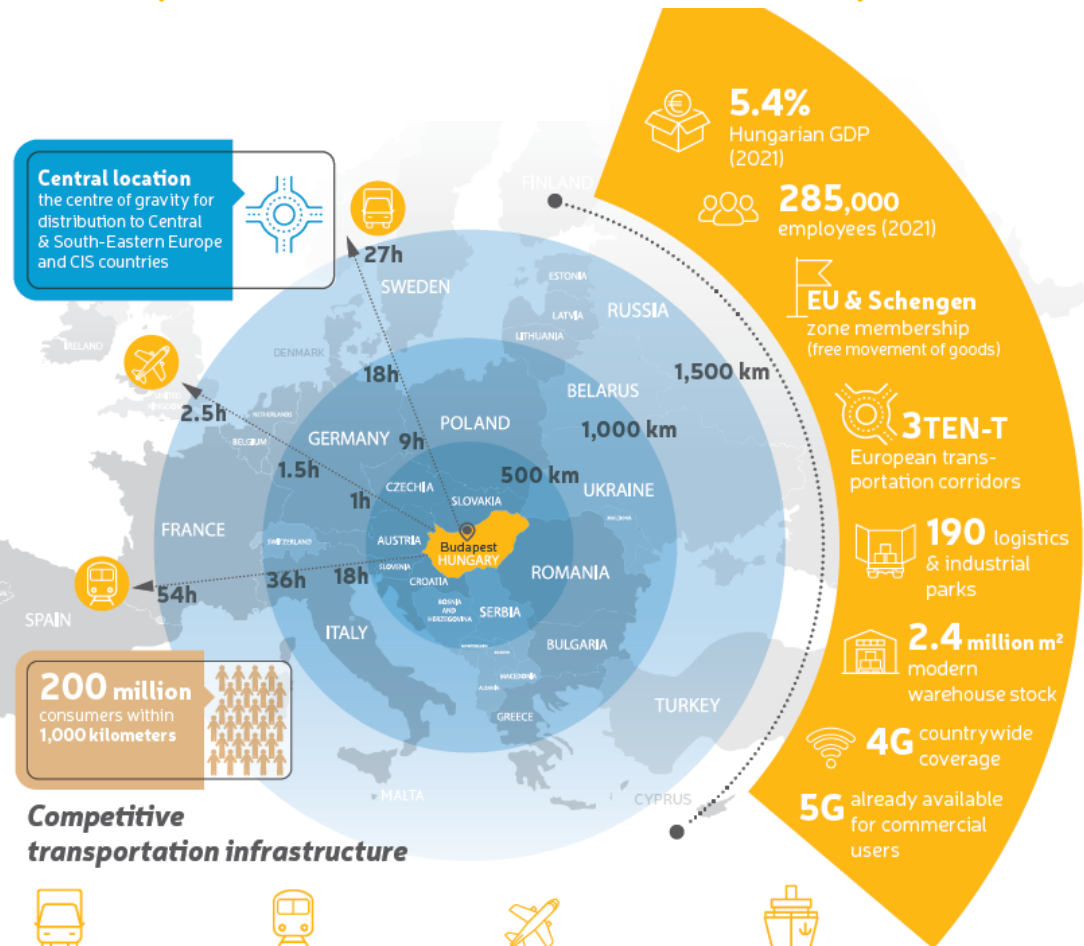 5.4%
Hungarian GDP
(2021)
285,000
employees (2021)
EU & Schengen
zone membership
(free movement of goods)
3 TEN-T
European trans-
portation corridors
190 logistics
& industrial
parks
2.4 million m²
modern
warehouse stock
4G countrywide
coverage
5G already available
for commercial
users
Central location
the centre of gravity for
distribution to Central
& South-Eastern Europe
and CIS countries
FINLAND
27h
SWEDEN
ESTONIA
RUSSIA
LATVIA
LITHUANIA
IRELAND
DENMARK
18h
1,500 km
UNITED
KINGDOM
2.5h
NETHERLANDS
BELARUS
POLAND
1,000 km
BELGIUM
GERMANY
9h
1.5h
500 km
CZECHIA
1h
SLOVAKIA
UKRAINE
FRANCE
SWITZERLAND
AUSTRIA
Budapest
HUNGARY
SLOVENIA
ROMANIA
54h
36h
18h
CROATIA
BOSNIA
AND
HERZEGOVINA
SERBIA
SPAIN
ITALY
BULGARIA
MACEDONIA
ALBANIA
TURKEY
GREECE
MALTA
CYPRUS
200 million
consumers within
1,000 kilometers
Competitive
transportation infrastructure